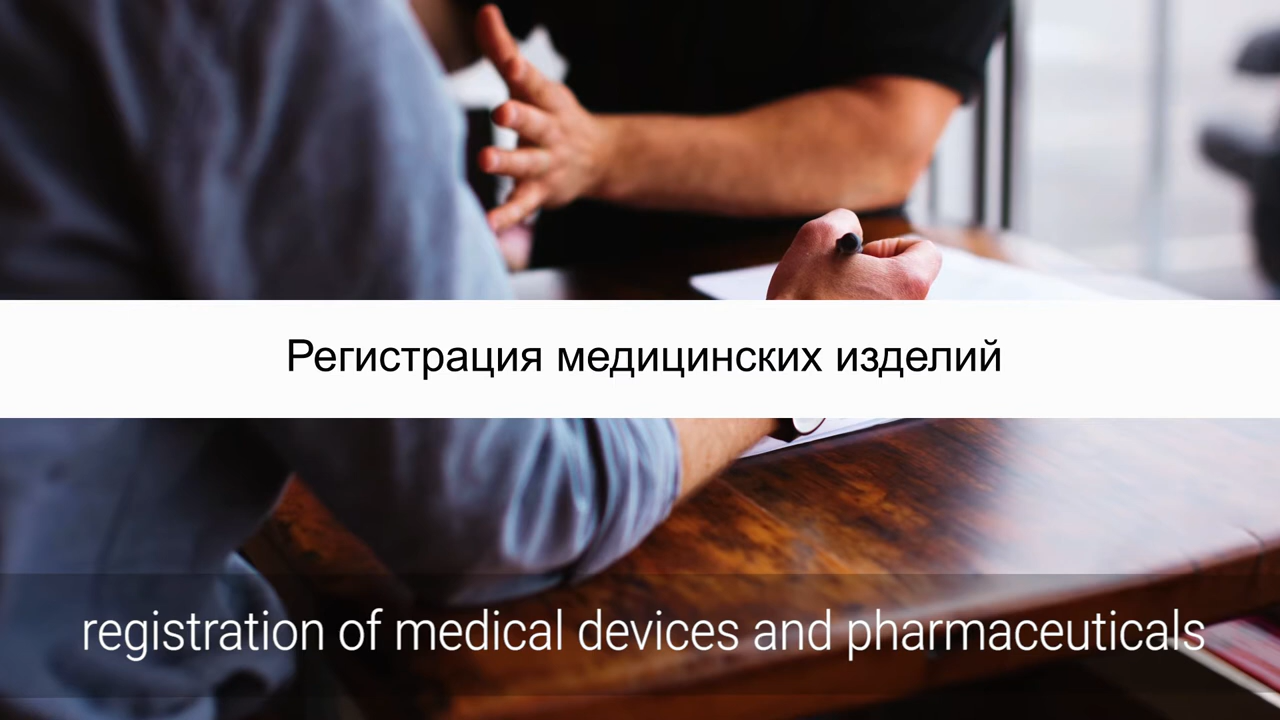 Регистрация медицинских изделий
registration of medical devices and pharmaceuticals